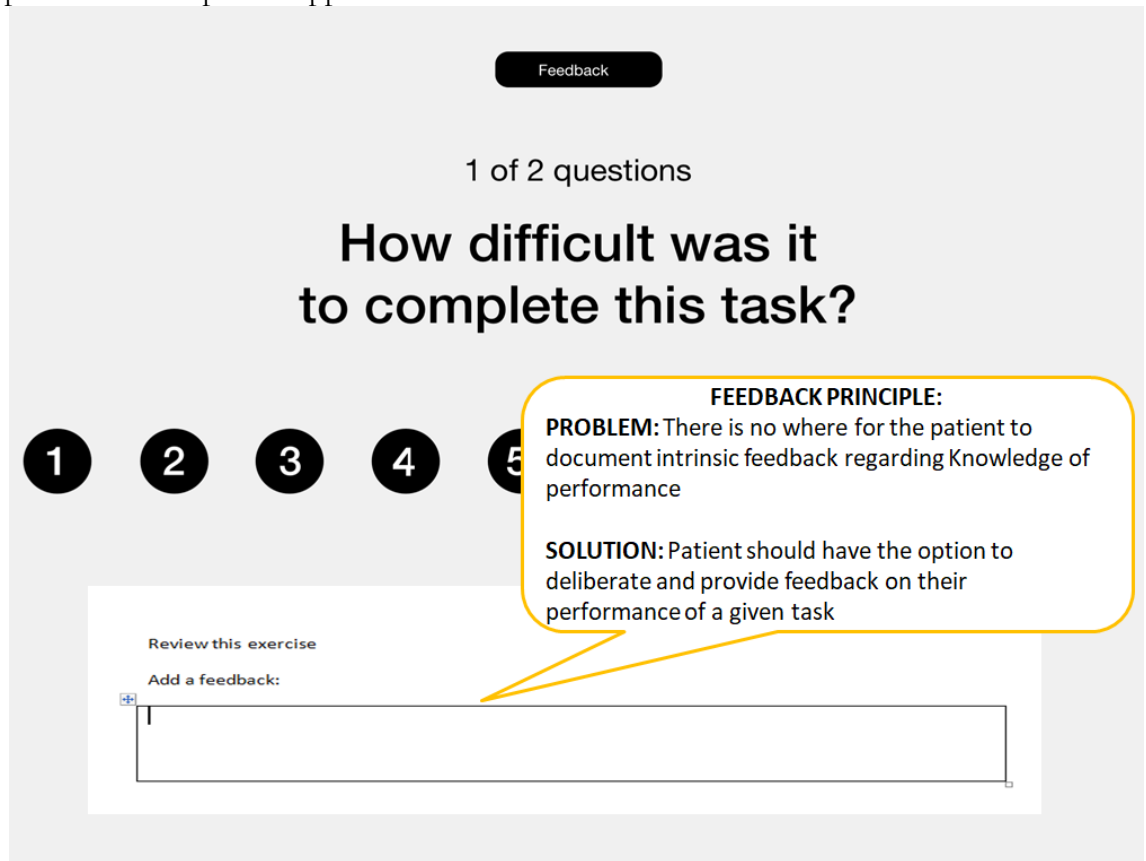 Feedback
1 of 2 questions
How difficult was it
to complete this task?
1 2 3 4 5
FEEDBACK PRINCIPLE:
PROBLEM: There is no where for the patient to
document intrinsic feedback regarding Knowledge of
performance
SOLUTION: Patient should have the option to
deliberate and provide feedback on their
performance of a given task
Review this exercise
Add a feedback: